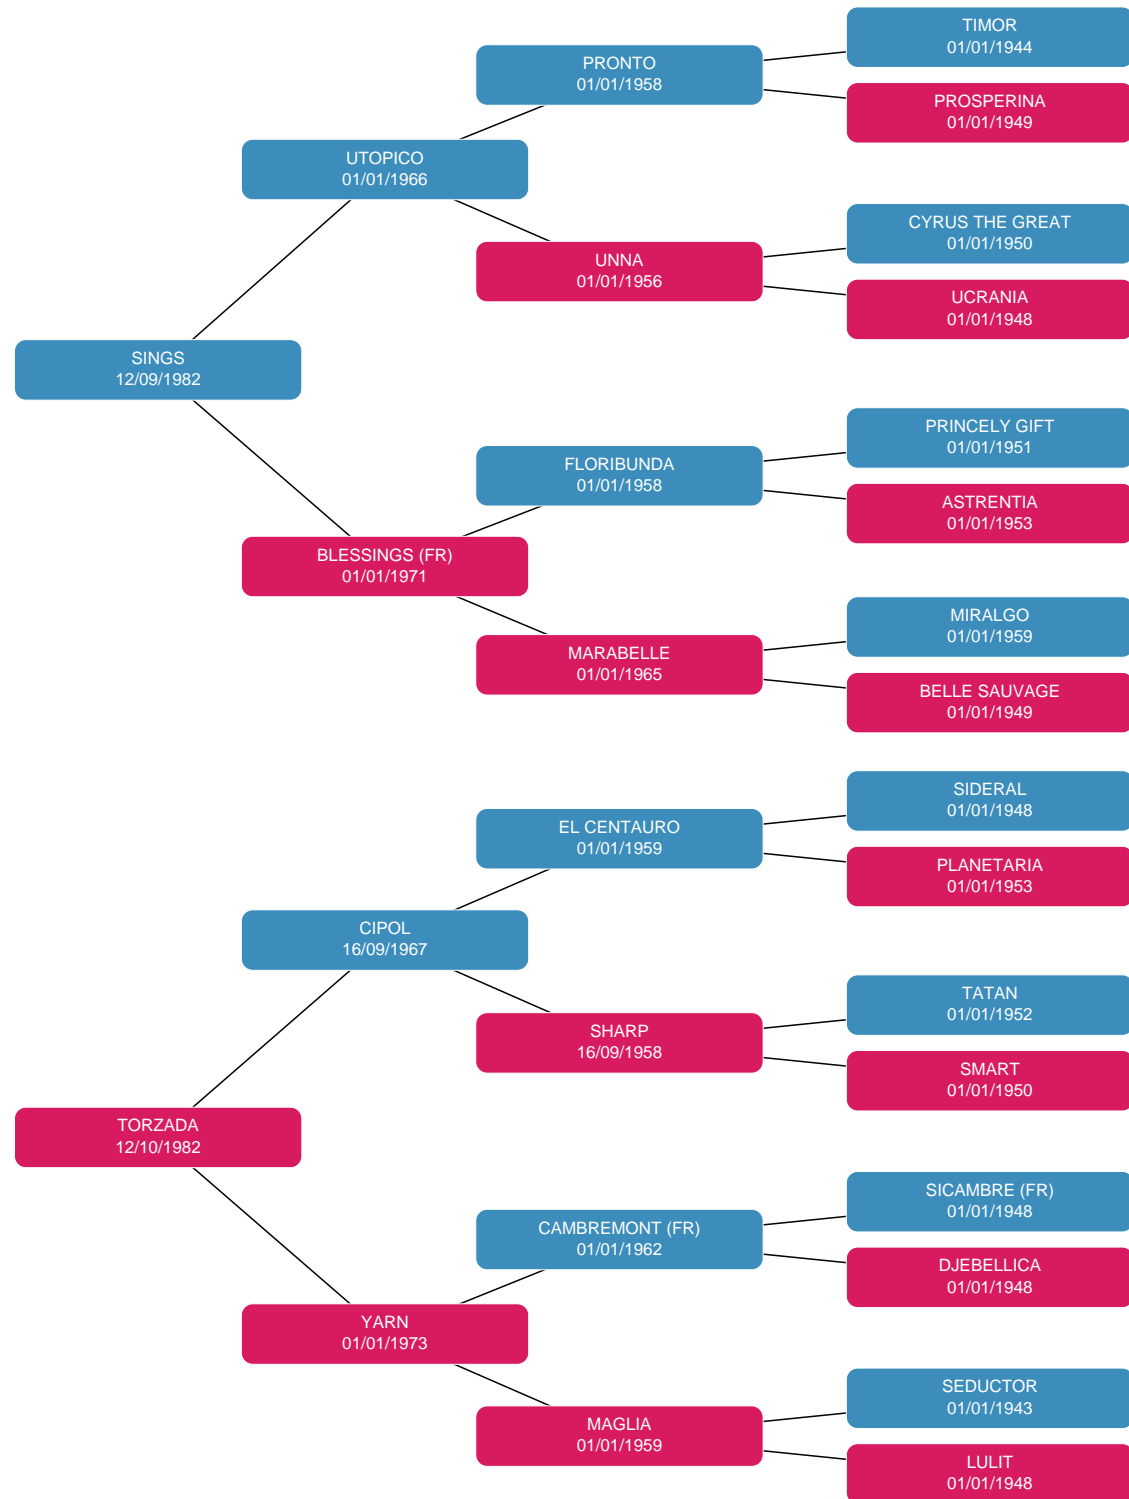 TIMOR
01/01/1944
PRONTO
01/01/1958
PROSPERINA
01/01/1949
UTOPICO
01/01/1966
CYRUS THE GREAT
01/01/1950
UNNA
01/01/1956
UCRANIA
01/01/1948
SINGS
12/09/1982
PRINCELY GIFT
01/01/1951
FLORIBUNDA
01/01/1958
ASTRENTIA
01/01/1953
BLESSINGS (FR)
01/01/1971
MIRALGO
01/01/1959
MARABELLE
01/01/1965
BELLE SAUVAGE
01/01/1949
SIDERAL
01/01/1948
EL CENTAURO
01/01/1959
PLANETARIA
01/01/1953
CIPOL
16/09/1967
TATAN
01/01/1952
SHARP
16/09/1958
SMART
01/01/1950
TORZADA
12/10/1982
SICAMBRE (FR)
01/01/1948
CAMBREMONT (FR)
01/01/1962
DJEBELLICA
01/01/1948
YARN
01/01/1973
SEDUCTOR
01/01/1943
MAGLIA
01/01/1959
LULIT
01/01/1948